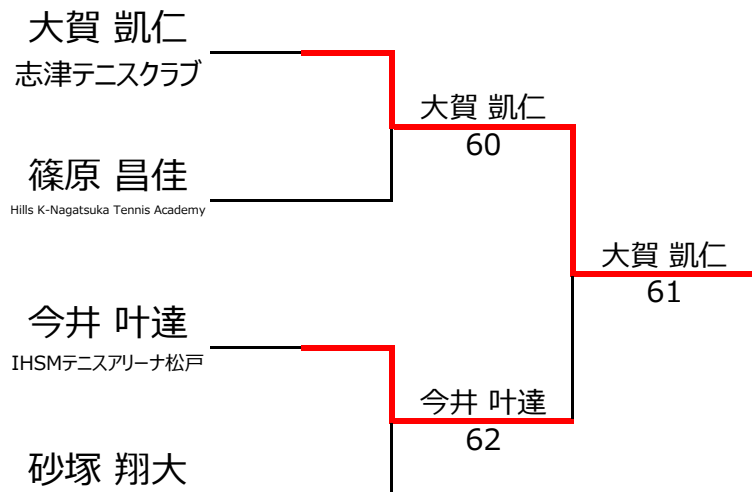 大賀 凱仁
志津テニスクラブ
大賀 凱仁
60
篠原 昌佳
Hills K-Nagatsuka Tennis Academy
大賀 凱仁
61
今井 叶達
IHSMテニスアリーナ松戸
今井 叶達
62
砂塚 翔大